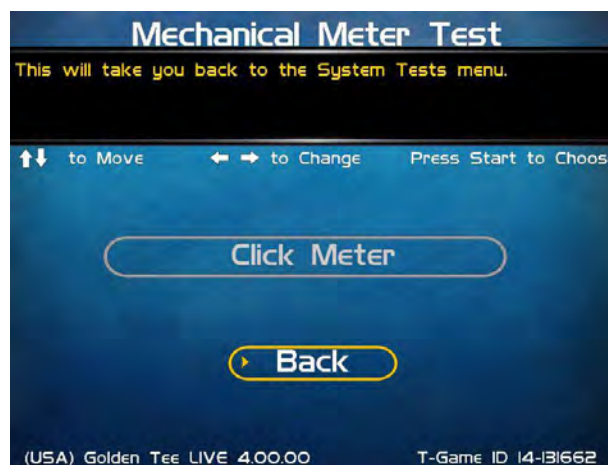 Mechanical Meter Test
This will take you back to the System Tests menu.
to Move to Change Press Start to Choos
Click Meter
Back
(USA) Golden Tee LIVE 4.00.00 T-Game ID 14-131662